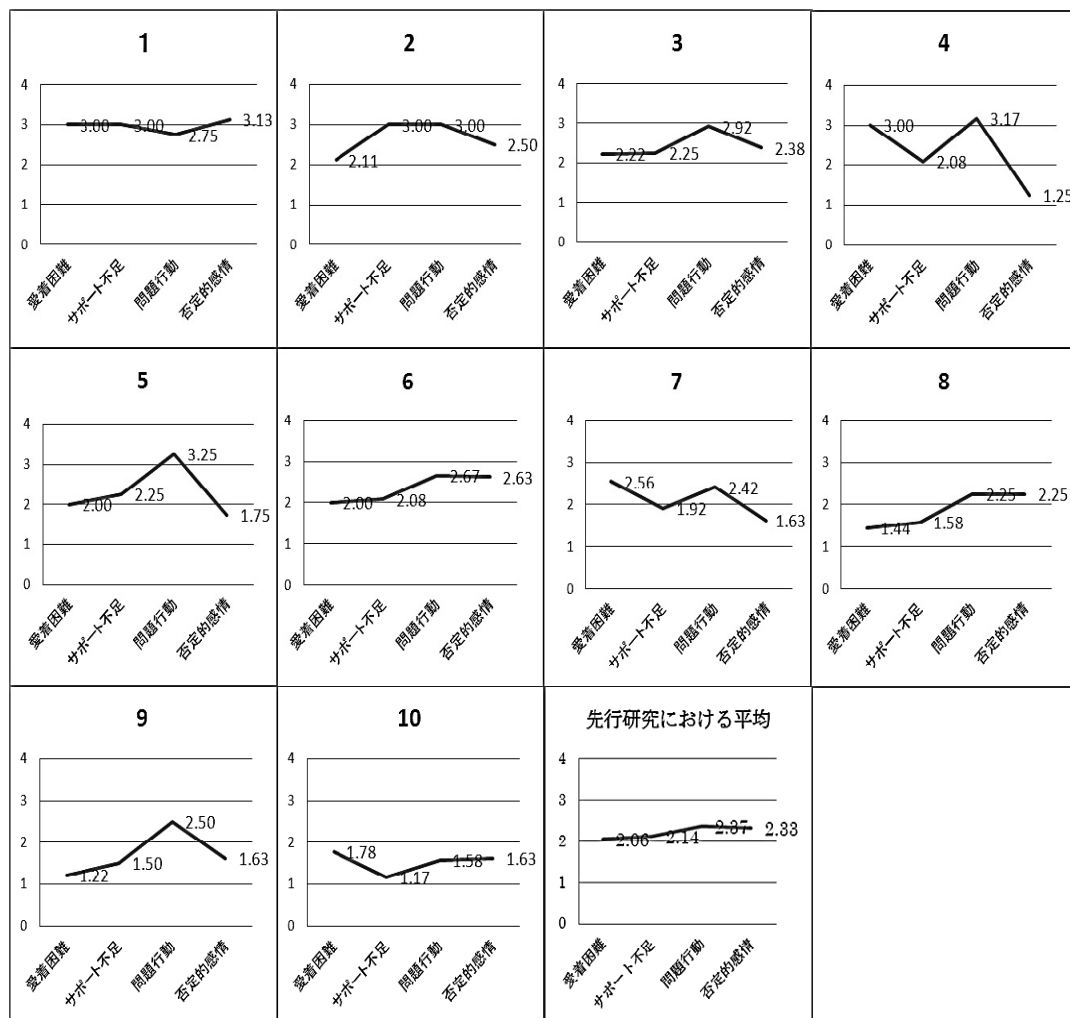 1
4
3
2
1
0
3.00
3.00
2.75
3.13
愛着困難
サポート不足
問題行動
否定的感情
2
4
3
2
1
0
2.11
3.00
3.00
2.50
愛着困難
サポート不足
問題行動
否定的感情
3
4
3
2
1
0
2.22
2.25
2.92
2.38
愛着困難
サポート不足
問題行動
否定的感情
4
4
3
2
1
0
3.00
2.08
3.17
1.25
愛着困難
サポート不足
問題行動
否定的感情
5
4
3
2
1
0
2.00
2.25
3.25
1.75
愛着困難
サポート不足
問題行動
否定的感情
6
4
3
2
1
0
2.00
2.08
2.67
2.63
愛着困難
サポート不足
問題行動
否定的感情
7
4
3
2
1
0
2.56
1.92
2.42
1.63
愛着困難
サポート不足
問題行動
否定的感情
8
4
3
2
1
0
1.44
1.58
2.25
2.25
愛着困難
サポート不足
問題行動
否定的感情
9
4
3
2
1
0
1.22
1.50
2.50
1.63
愛着困難
サポート不足
問題行動
否定的感情
10
4
3
2
1
0
1.78
1.17
1.58
1.63
愛着困難
サポート不足
問題行動
否定的感情
先行研究における平均
4
3
2
1
0
2.06
2.14
2.37
2.33
愛着困難
サポート不足
問題行動
否定的感情